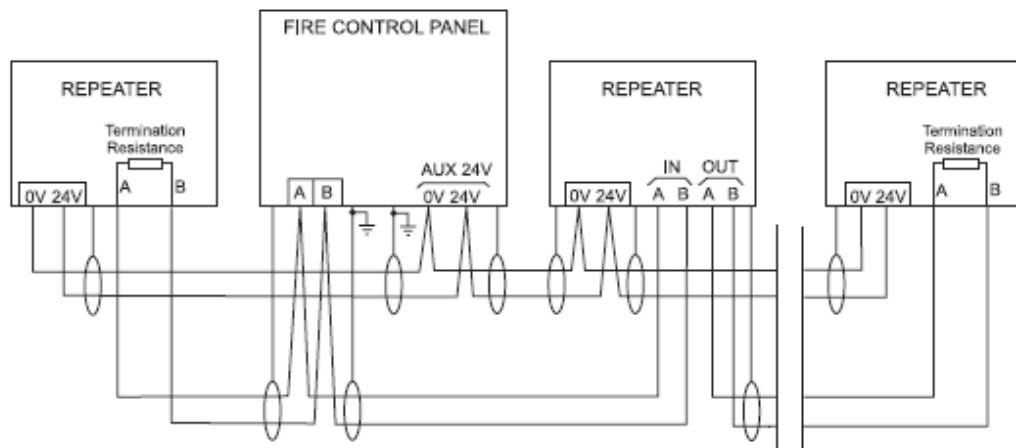 FIRE CONTROL PANEL
REPEATER
Termination
Resistance
A B
0V 24V
A B
AUX 24V
0V 24V
REPEATER
IN OUT
0V 24V A B A B
REPEATER
Termination
Resistance
A B
0V 24V